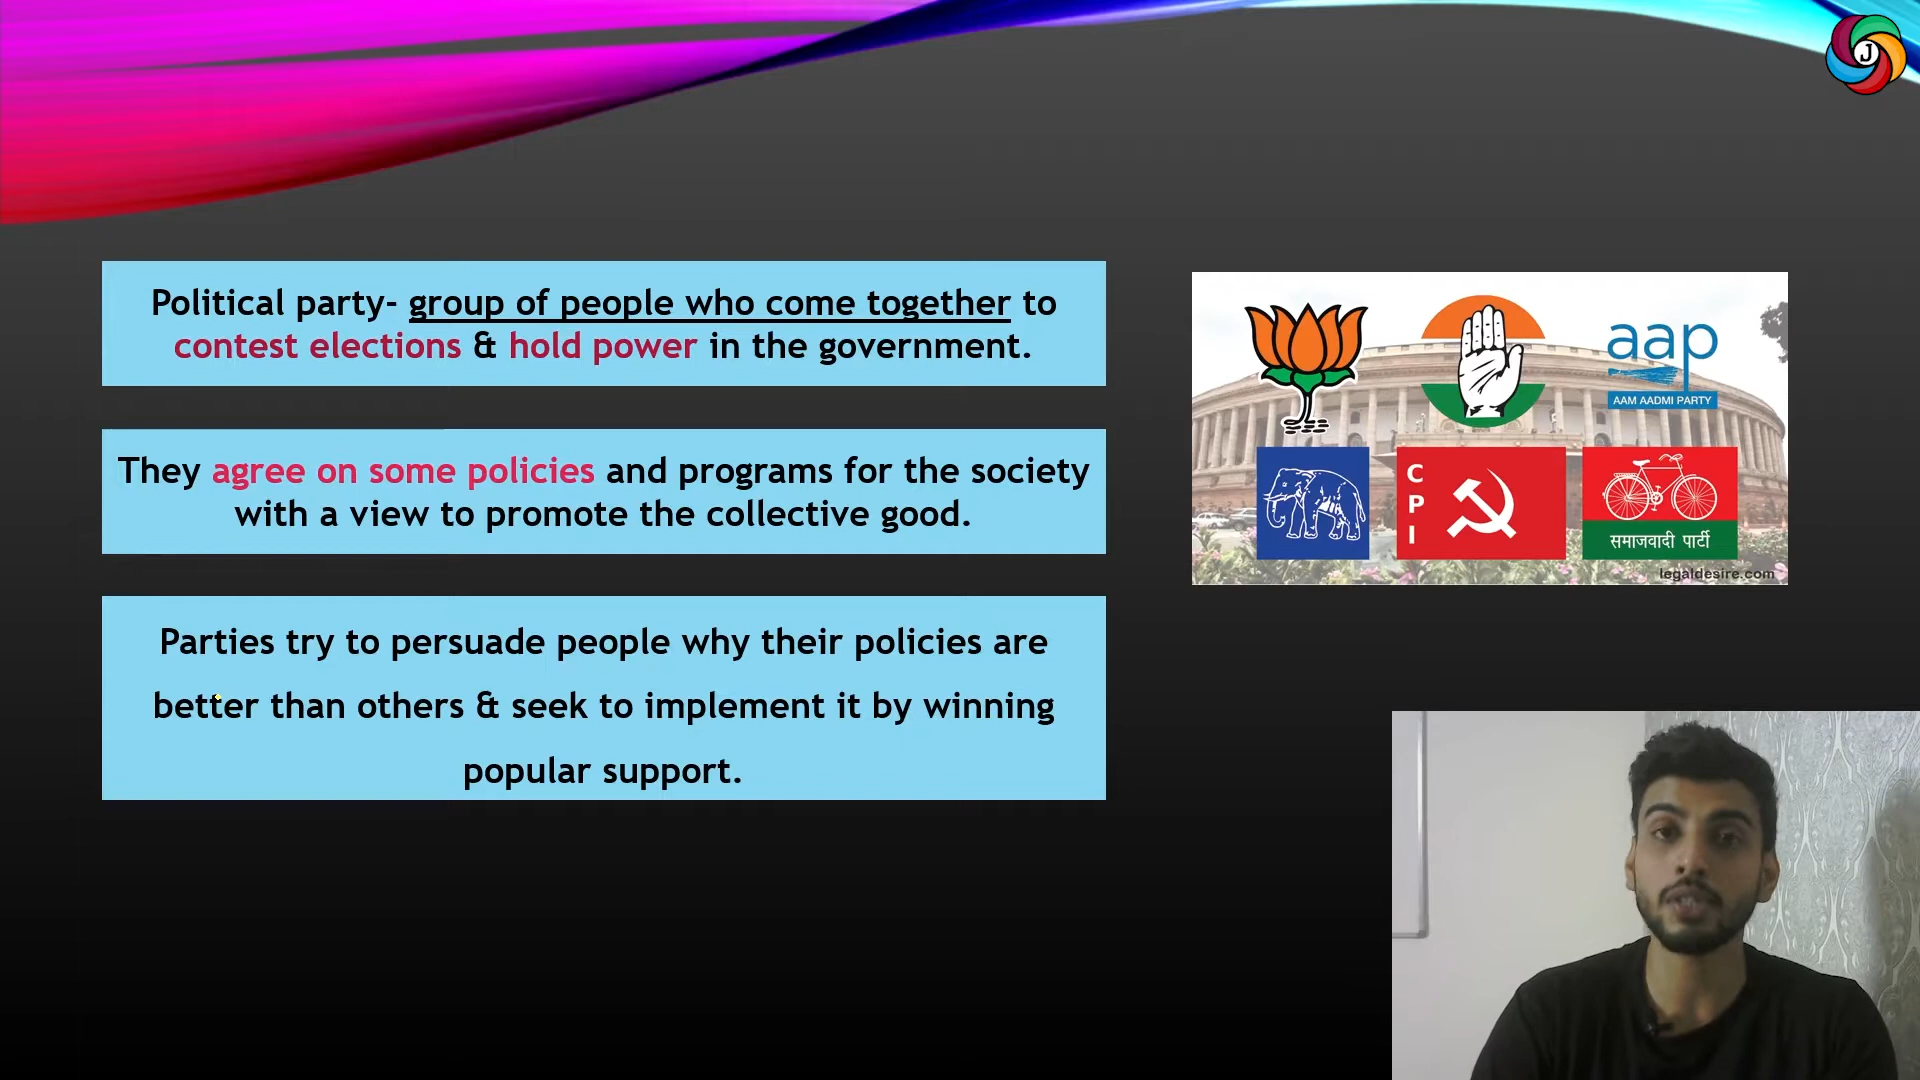 J
Political party- group of people who come together to
contest elections & hold power in the government.
They agree on some policies and programs for the society
with a view to promote the collective good.
Parties try to persuade people why their policies are
better than others & seek to implement it by winning
popular support.
aap
AAM AADMI PARTY
C
P
I
समाजवादी पार्टी
legaldesire.com